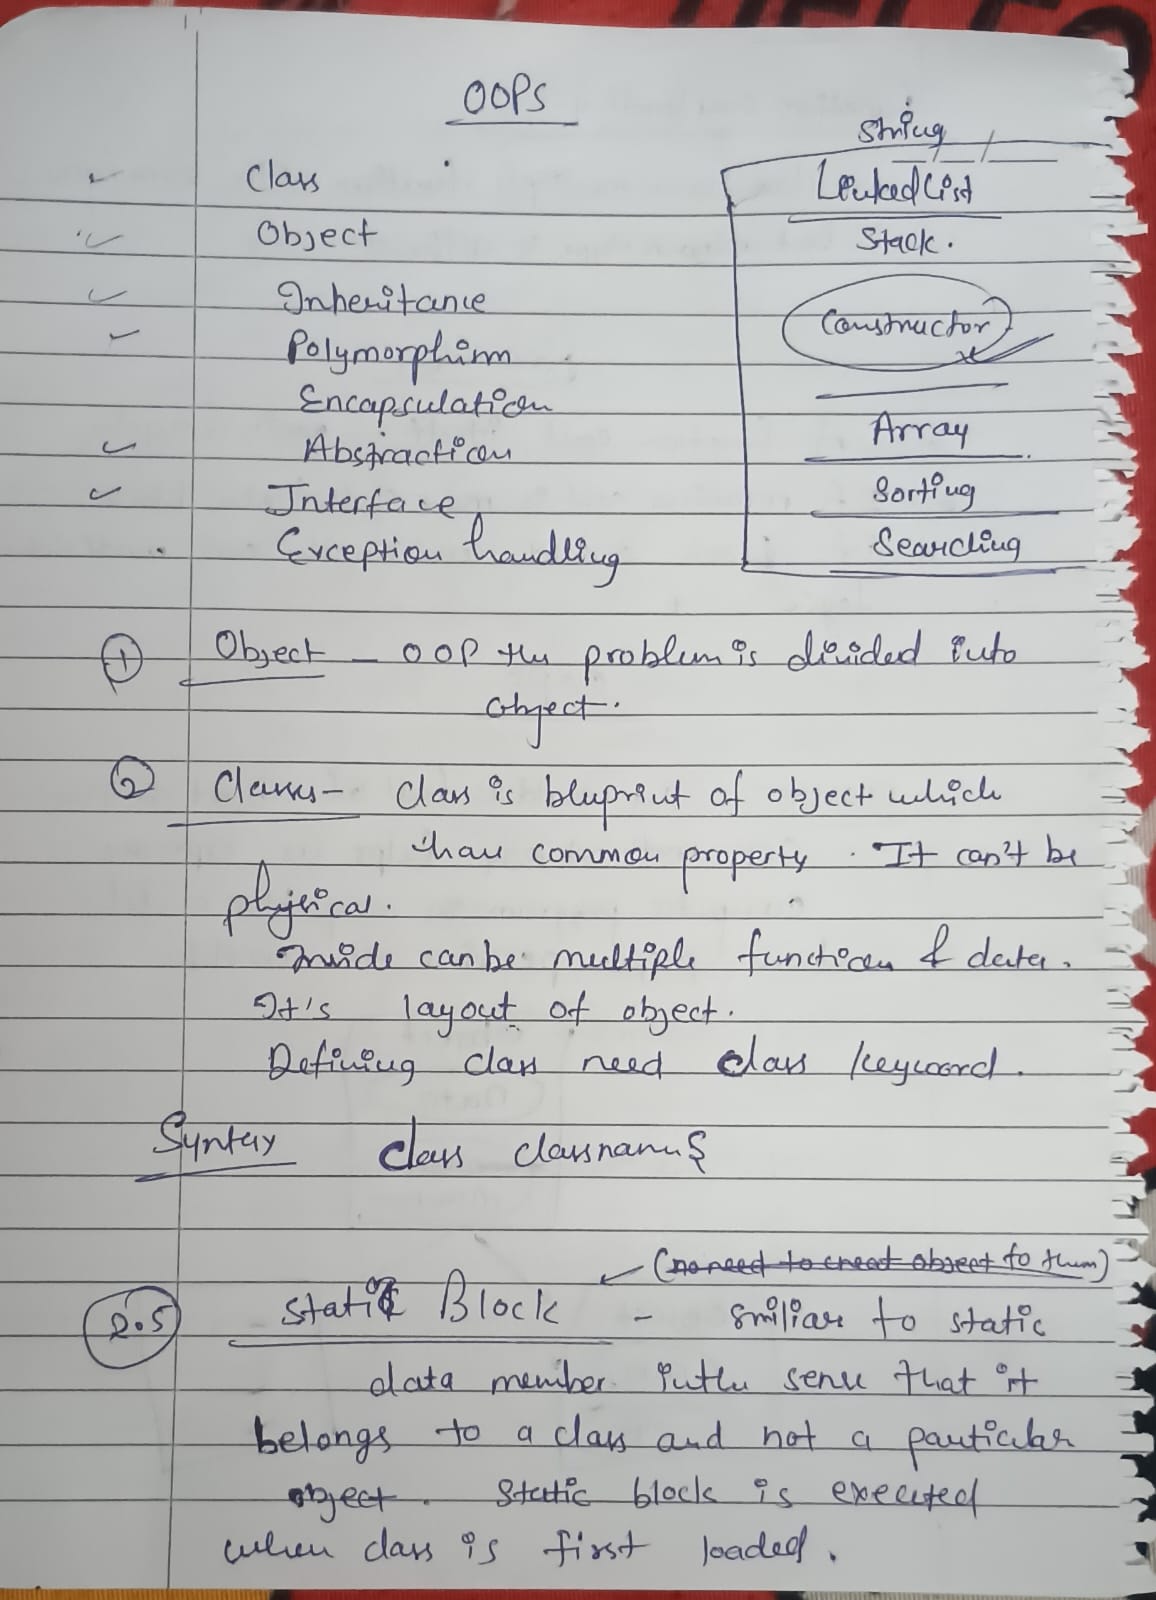 OOPS
Class
Object
Inheritance
Polymorphism
Encapsulation
Abstraction
Interface
Exception handling
String
Linked list
Stack.
Constructor
Array
Sorting
Searching
1 Object - OOP the problem is divided into
object.
2 Classes - class is bluprint of object which
have common property. It can't be
physical.
Inside can be multiple function & data.
It's layout of object.
Defining class need class keyword.
Syntax class classname {
(no need to creat object to them)
2.5 Static Block - smiliar to static
data member in the sense that it
belongs to a class and not a particular
object. Static block is executed
when class is first loaded.